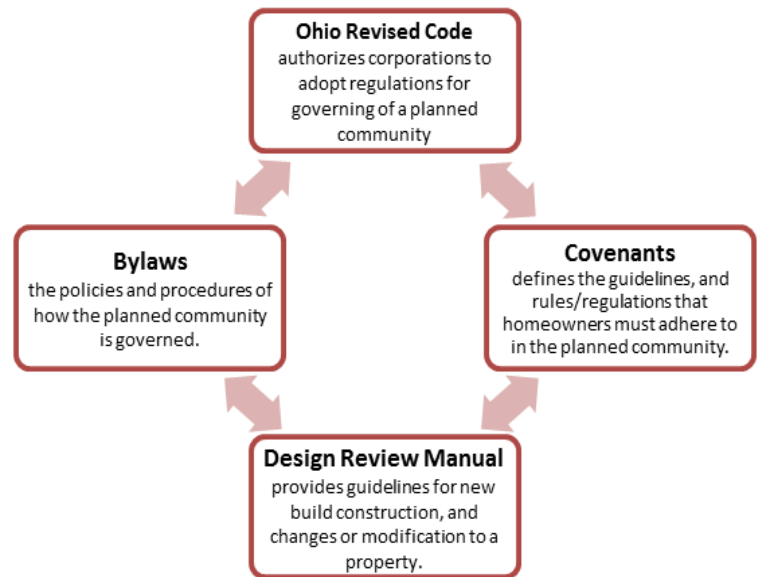 Ohio Revised Code
authorizes corporations to
adopt regulations for
governing of a planned
community
Bylaws
the policies and procedures of
how the planned community
is governed.
Covenants
defines the guidelines, and
rules/regulations that
homeowners must adhere to
in the planned community.
Design Review Manual
provides guidelines for new
build construction, and
changes or modification to a
property.